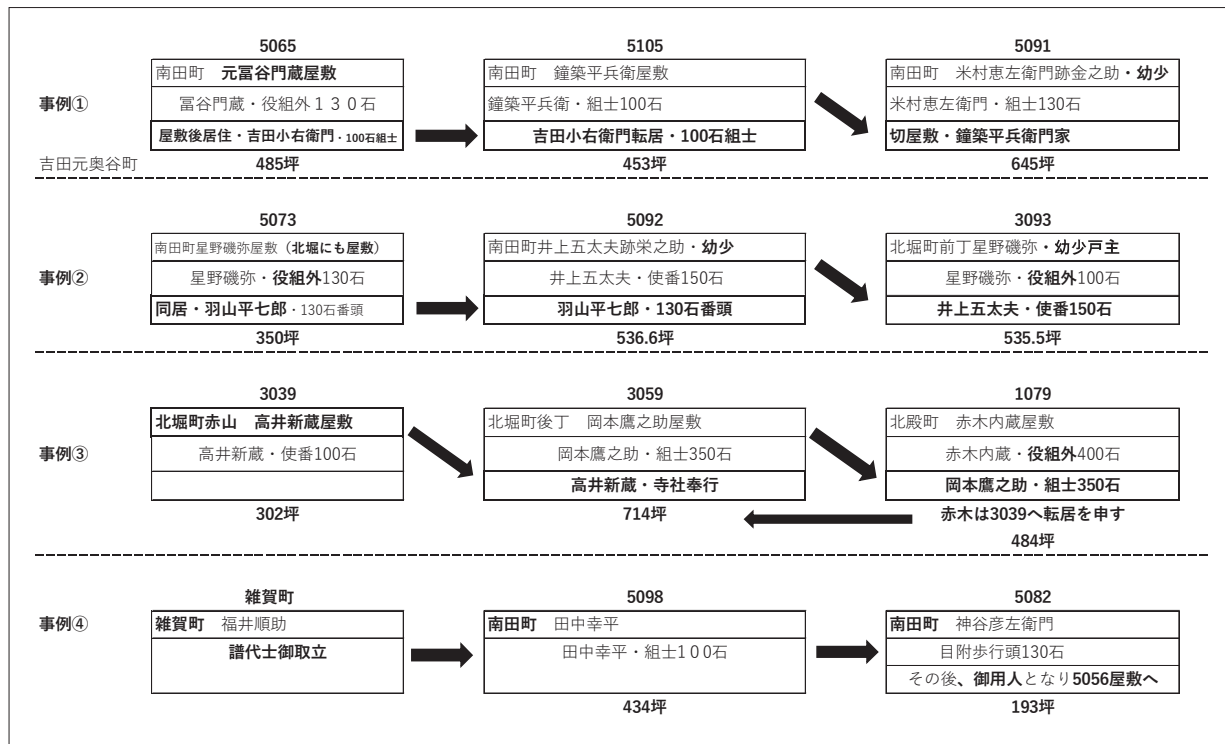 5065
5105
5091
事例①
南田町　元冨谷門蔵屋敷
冨谷門蔵・役組外１３０石
屋敷後居住・吉田小右衛門・100石組士
南田町　鐘築平兵衛屋敷
鐘築平兵衛・組士100石
吉田小右衛門転居・100石組士
南田町　米村恵左衛門跡金之助・幼少
米村恵左衛門・組士130石
切屋敷・鐘築平兵衛門家
吉田元奥谷町
485坪
453坪
645坪
5073
5092
3093
事例②
南田町星野磯弥屋敷（北堀にも屋敷）
星野磯弥・役組外130石
同居・羽山平七郎・130石番頭
南田町井上五太夫跡栄之助・幼少
井上五太夫・使番150石
羽山平七郎・130石番頭
北堀町前丁星野磯弥・幼少戸主
星野磯弥・役組外100石
井上五太夫・使番150石
350坪
536.6坪
535.5坪
3039
3059
1079
事例③
北堀町赤山　高井新蔵屋敷
高井新蔵・使番100石
北堀町後丁　岡本鷹之助屋敷
岡本鷹之助・組士350石
高井新蔵・寺社奉行
北殿町　赤木内蔵屋敷
赤木内蔵・役組外400石
岡本鷹之助・組士350石
302坪
714坪
赤木は3039へ転居を申す
484坪
雑賀町
5098
5082
事例④
雑賀町　福井順助
譜代士御取立
南田町　田中幸平
田中幸平・組士1００石
南田町　神谷彦左衛門
目附歩行頭130石
その後、御用人となり5056屋敷へ
434坪
193坪